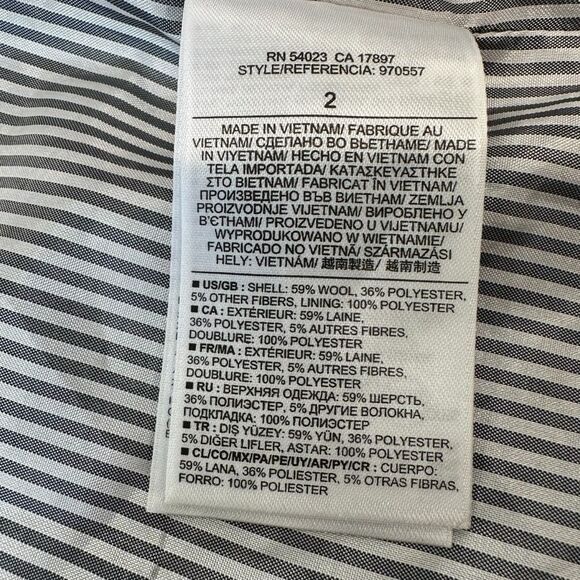 RN 54023 CA 17897
STYLE/REFERENCIA: 970557
2
MADE IN VIETNAM/ FABRIQUE AU
VIETNAM/ СДЕЛАНО ВО ВЬЕТНАМЕ/ MADE
IN VIYETNAM/ HECHO EN VIETNAM CON
TELA IMPORTADA/ ΚΑΤΑΣΚΕΥΑΣΤΗΚΕ
ΣΤΟ ΒΙΕΤΝΑΜ/ FABRICAT ÎN VIETNAM/
ПРОИЗВЕДЕНО ВЪВ ВИЕТНАМ/ ZEMLJA
PROIZVODNJE VIJETNAM/ ВИРОБЛЕНО У
В'ЄТНАМІ/ PROIZVEDENO U VIJETNAMU/
WYPRODUKOWANO W WIETNAMIE/
FABRICADO NO VIETNÃ/ SZÁRMAZÁSI
HELY: VIETNÁM/ 越南製造/ 越南制造
■ US/GB : SHELL: 59% WOOL, 36% POLYESTER,
5% OTHER FIBERS, LINING: 100% POLYESTER
■ CA : EXTÉRIEUR: 59% LAINE,
36% POLYESTER, 5% AUTRES FIBRES,
DOUBLURE: 100% POLYESTER
■ FR/MA : EXTÉRIEUR: 59% LAINE,
36% POLYESTER, 5% AUTRES FIBRES,
DOUBLURE: 100% POLYESTER
■ RU : ВЕРХНЯЯ ОДЕЖДА: 59% ШЕРСТЬ,
36% ПОЛИЭСТЕР, 5% ДРУГИЕ ВОЛОКНА,
ПОДКЛАДКА: 100% ПОЛИЭСТЕР
■ TR : DIŞ YÜZEY: 59% YÜN, 36% POLYESTER,
5% DİĞER LIFLER, ASTAR: 100% POLYESTER
■ CL/CO/MX/PA/PE/UY/AR/PY/CR : CUERPO:
59% LANA, 36% POLIÉSTER, 5% OTRAS FIBRAS,
FORRO: 100% POLIESTER